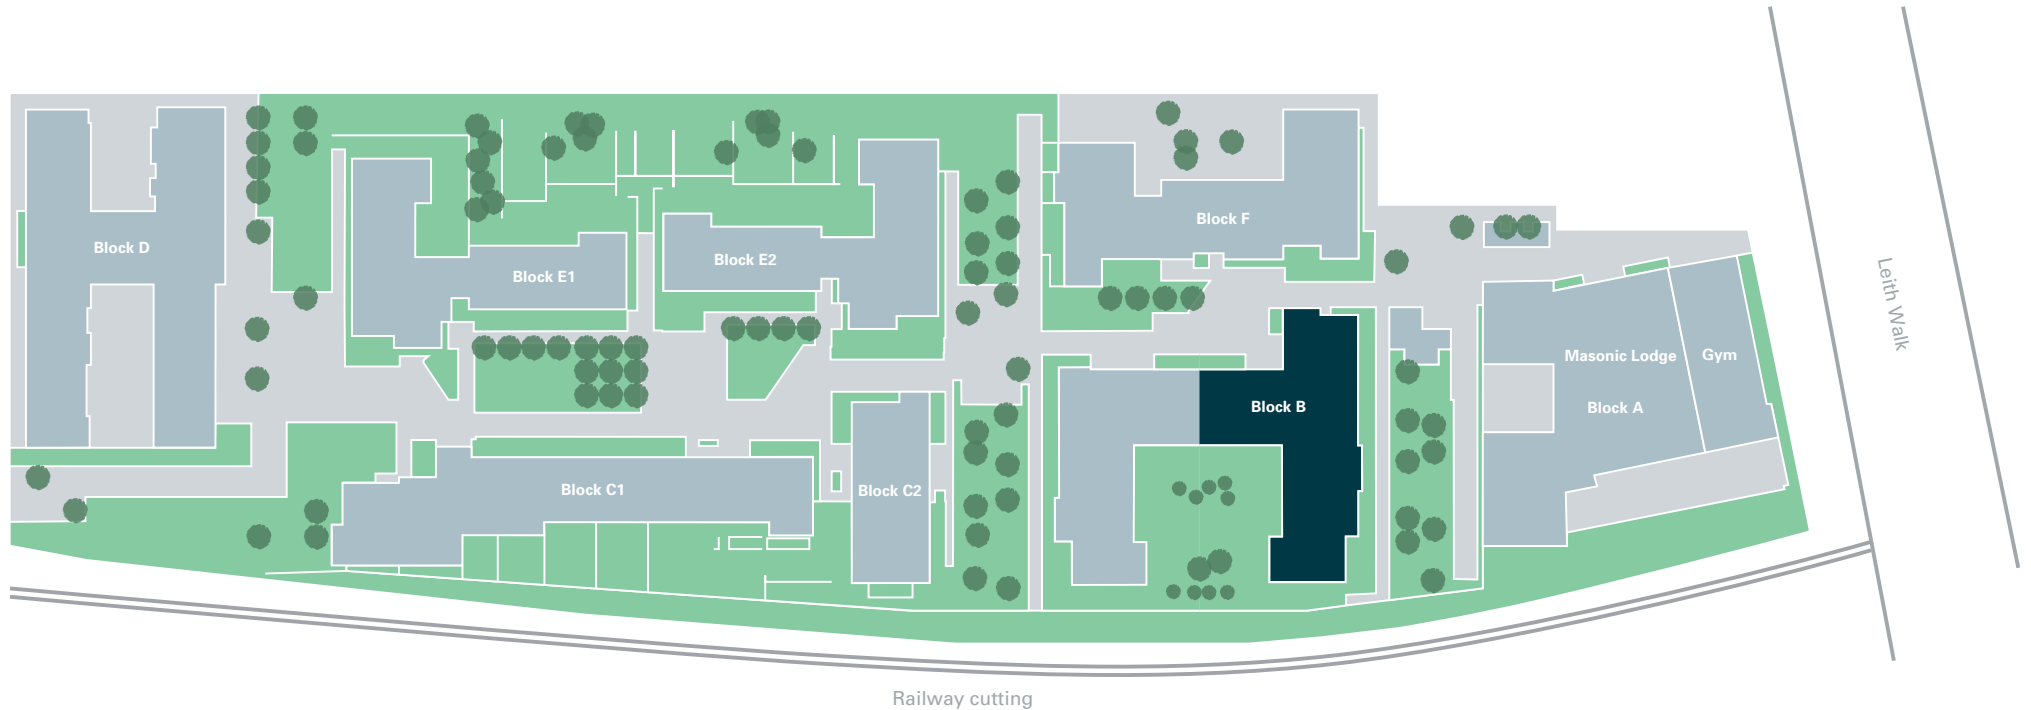 Block D
Block E1
Block E2
Block F
Leith Walk
Masonic Lodge
Gym
Block B
Block A
Block C1
Block C2
Railway cutting